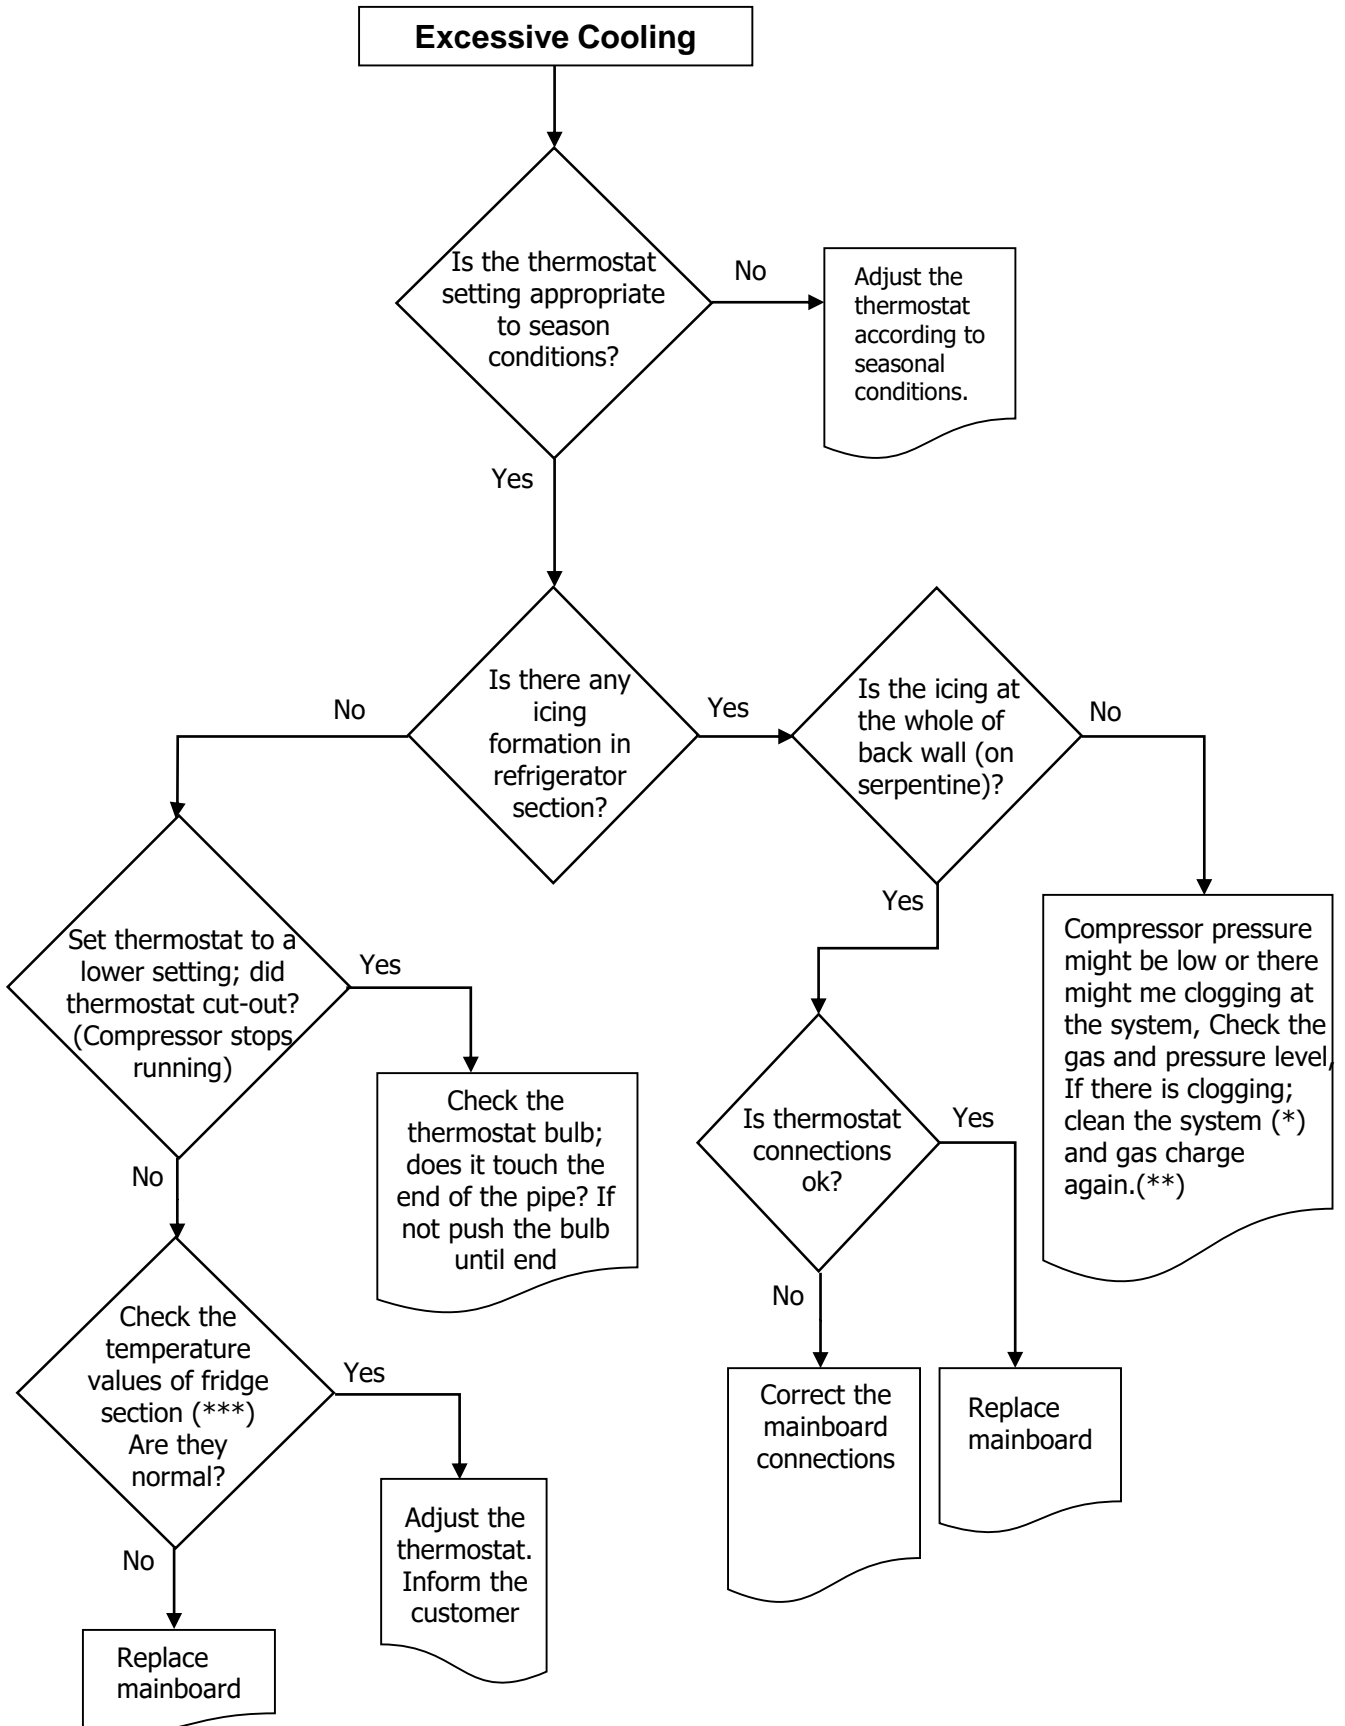 Excessive Cooling
Is the thermostat
setting appropriate
to season
conditions?
No
Adjust the
thermostat
according to
seasonal
conditions.
Yes
Is there any
icing
formation in
refrigerator
section?
No
Yes
Is the icing at
the whole of
back wall (on
serpentine)?
No
Yes
Compressor pressure
might be low or there
might me clogging at
the system, Check the
gas and pressure level,
If there is clogging;
clean the system (*)
and gas charge
again.(**)
Set thermostat to a
lower setting; did
thermostat cut-out?
(Compressor stops
running)
Yes
Check the
thermostat bulb;
does it touch the
end of the pipe? If
not push the bulb
until end
No
Is thermostat
connections
ok?
Yes
No
Correct the
mainboard
connections
Replace
mainboard
Check the
temperature
values of fridge
section (***)
Are they
normal?
Yes
Adjust the
thermostat.
Inform the
customer
No
Replace
mainboard